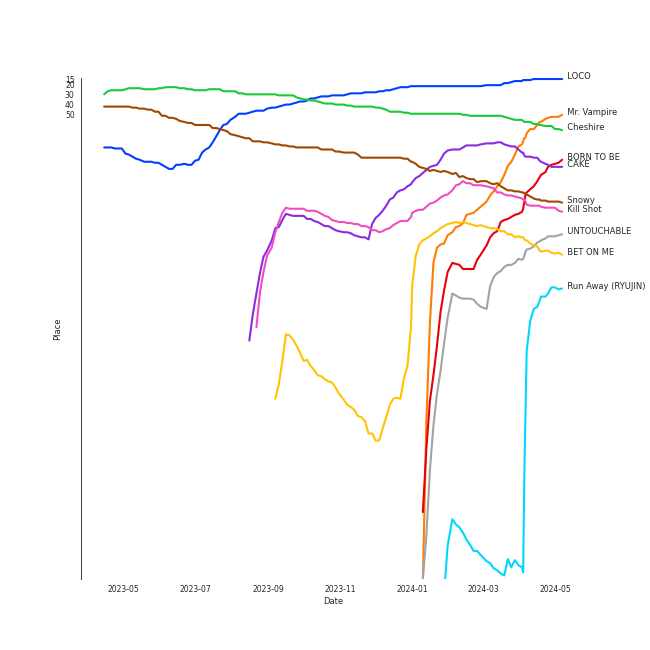 15
20
30
40
50
LOCO
Mr. Vampire
Cheshire
BORN TO BE
CAKE
Snowy
Kill Shot
UNTOUCHABLE
BET ON ME
Run Away (RYUJIN)
Place
2023-05 2023-07 2023-09 2023-11 2024-01 2024-03 2024-05
Date